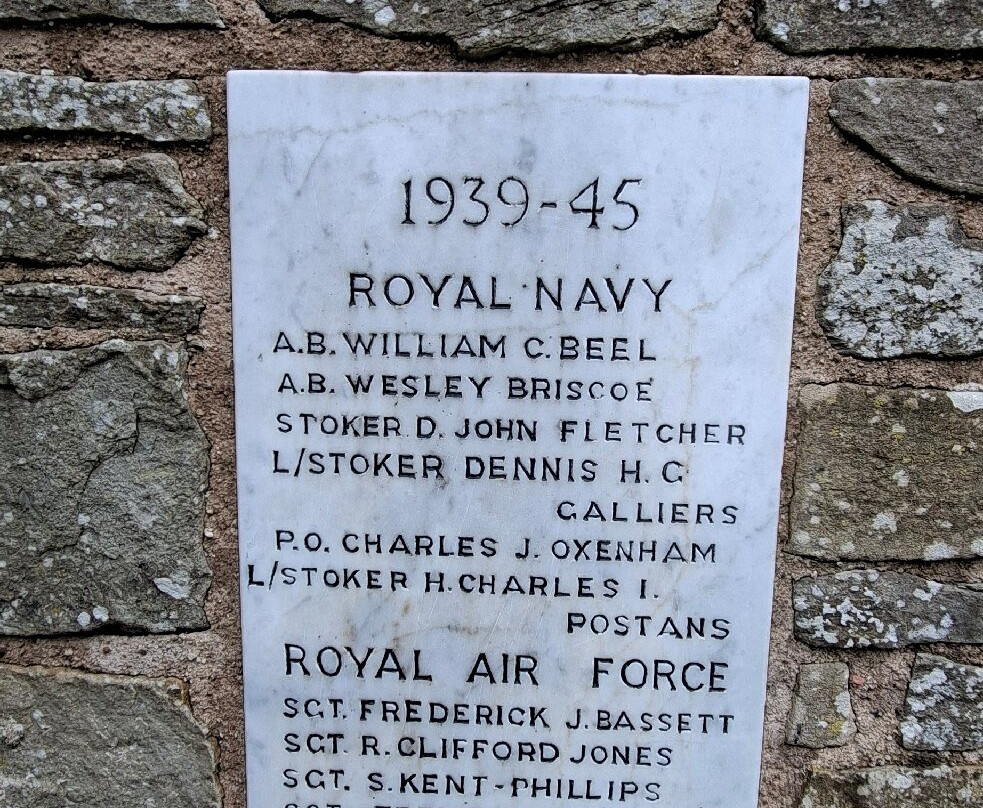 1939-45
ROYAL NAVY
A.B. WILLIAM C. BEEL
A.B. WESLEY BRISCOE
STOKER D. JOHN FLETCHER
L/STOKER DENNIS H. G
GALLIERS
P.O. CHARLES J. OXENHAM
L/STOKER H. CHARLES I.
POSTANS
ROYAL AIR FORCE
SGT. FREDERICK J. BASSETT
SGT. R. CLIFFORD JONES
SGT. S. KENT-PHILLIPS